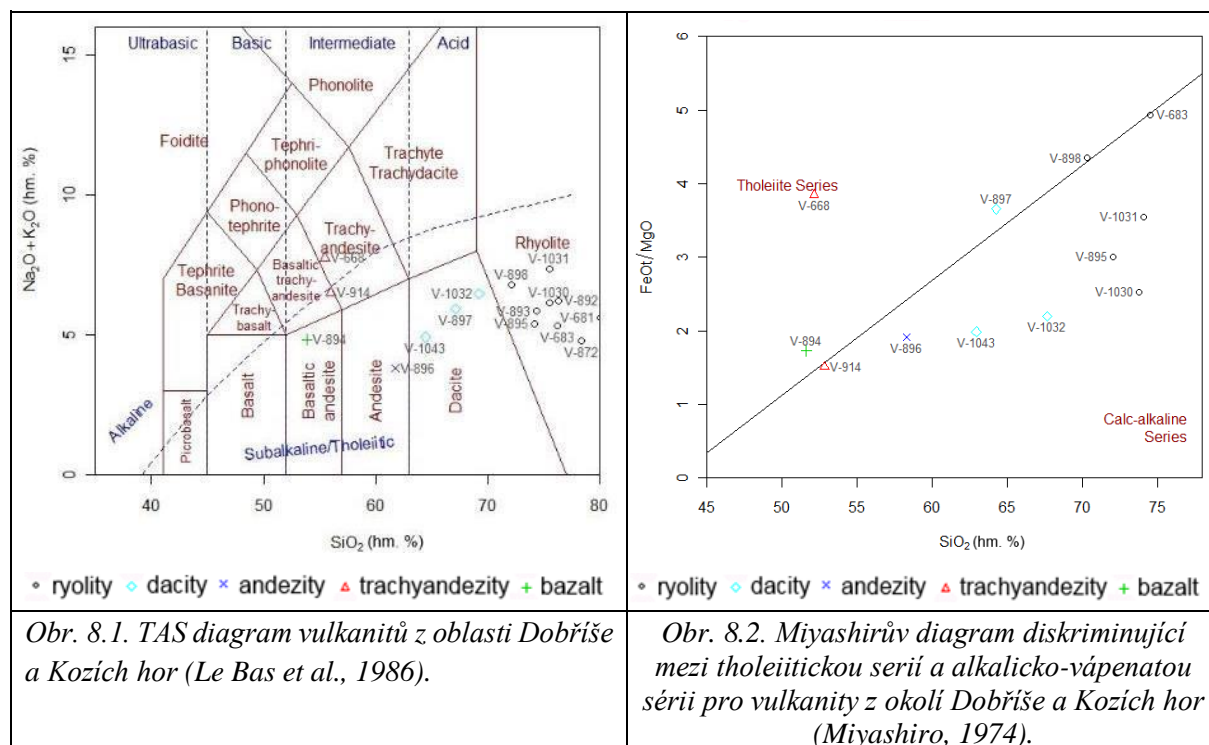 Ultrabasic
Basic
Intermediate
Acid
Phonolite
Foidite
Tephri-
phonolite
Trachyte
Trachydacite
Phono-
tephrite
Trachy-
andesite
V-668
Rhyolite
V-1031
V-898
Tephrite
Basanite
Basaltic
trachy-
andesite
V-914
V-1032
V-1030
V-892
Trachy-
basalt
V-897
V-893
V-681
V-895
V-683
V-894
V-1043
V-872
V-896
Alkaline
Picrobasalt
Basalt
Basaltic
andesite
Andesite
Dacite
Subalkaline/Tholeiitic
Na2O + K2O (hm. %)
0
5
10
15
40
50
60
70
80
SiO2 (hm. %)
ryolity
dacity
andezity
trachyandezity
bazalt
Obr. 8.1. TAS diagram vulkanitů z oblasti Dobříše
a Kozích hor (Le Bas et al., 1986).
6
5
4
3
2
1
0
FeOt/MgO
V-683
V-898
Tholeiite Series
V-668
V-897
V-1031
V-895
V-1030
V-1032
V-894
V-896
V-1043
V-914
Calc-alkaline
Series
45
50
55
60
65
70
75
SiO2 (hm. %)
ryolity
dacity
andezity
trachyandezity
bazalt
Obr. 8.2. Miyashirův diagram diskriminující
mezi tholeiitickou serií a alkalicko-vápenatou
sérii pro vulkanity z okolí Dobříše a Kozích hor
(Miyashiro, 1974).